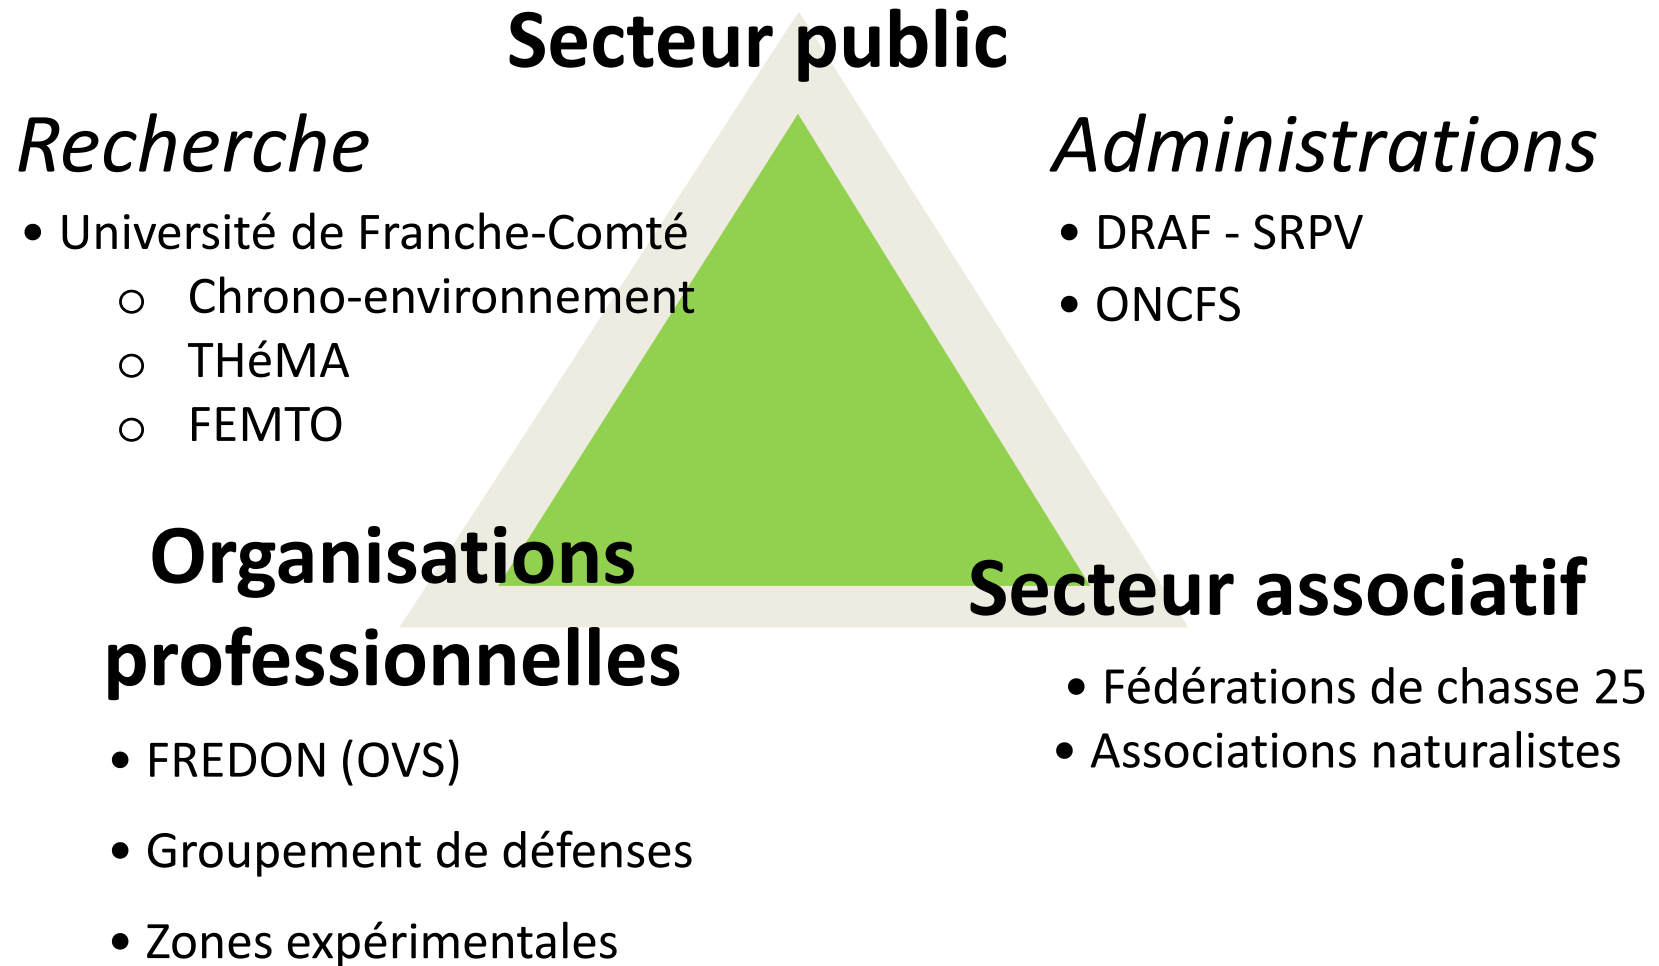 Secteur public
Recherche
• Université de Franche-Comté
o Chrono-environnement
o THéMA
o FEMTO
Administrations
• DRAF - SRPV
• ONCFS
Organisations
professionnelles
• FREDON (OVS)
• Groupement de défenses
• Zones expérimentales
Secteur associatif
• Fédérations de chasse 25
• Associations naturalistes